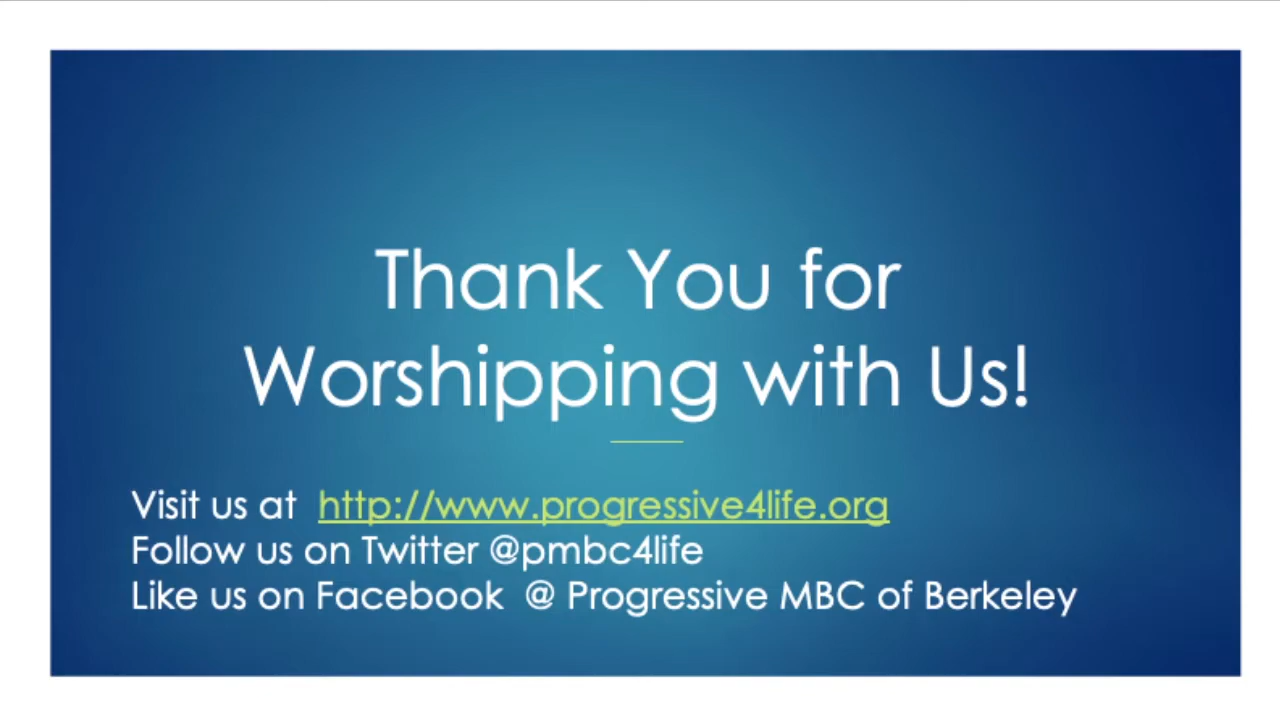 Thank You for
Worshipping with Us!
Visit us at http://www.progressive4life.org
Follow us on Twitter @pmbc4life
Like us on Facebook @ Progressive MBC of Berkeley